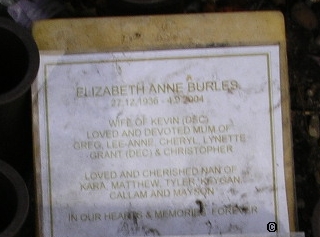 ELIZABETH ANNE BURLES
27.12.1936 - 4.9.2004
WIFE OF KEVIN (DEC)
LOVED AND DEVOTED MUM OF
GREG, LEE-ANNE, CHERYL, LYNETTE
GRANT (DEC) & CHRISTOPHER
LOVED AND CHERISHED NAN OF
KARA, MATTHEW, TYLER, KEYGAN
CALLAM AND MAYSON
IN OUR HEARTS & MEMORIES FOREVER
©